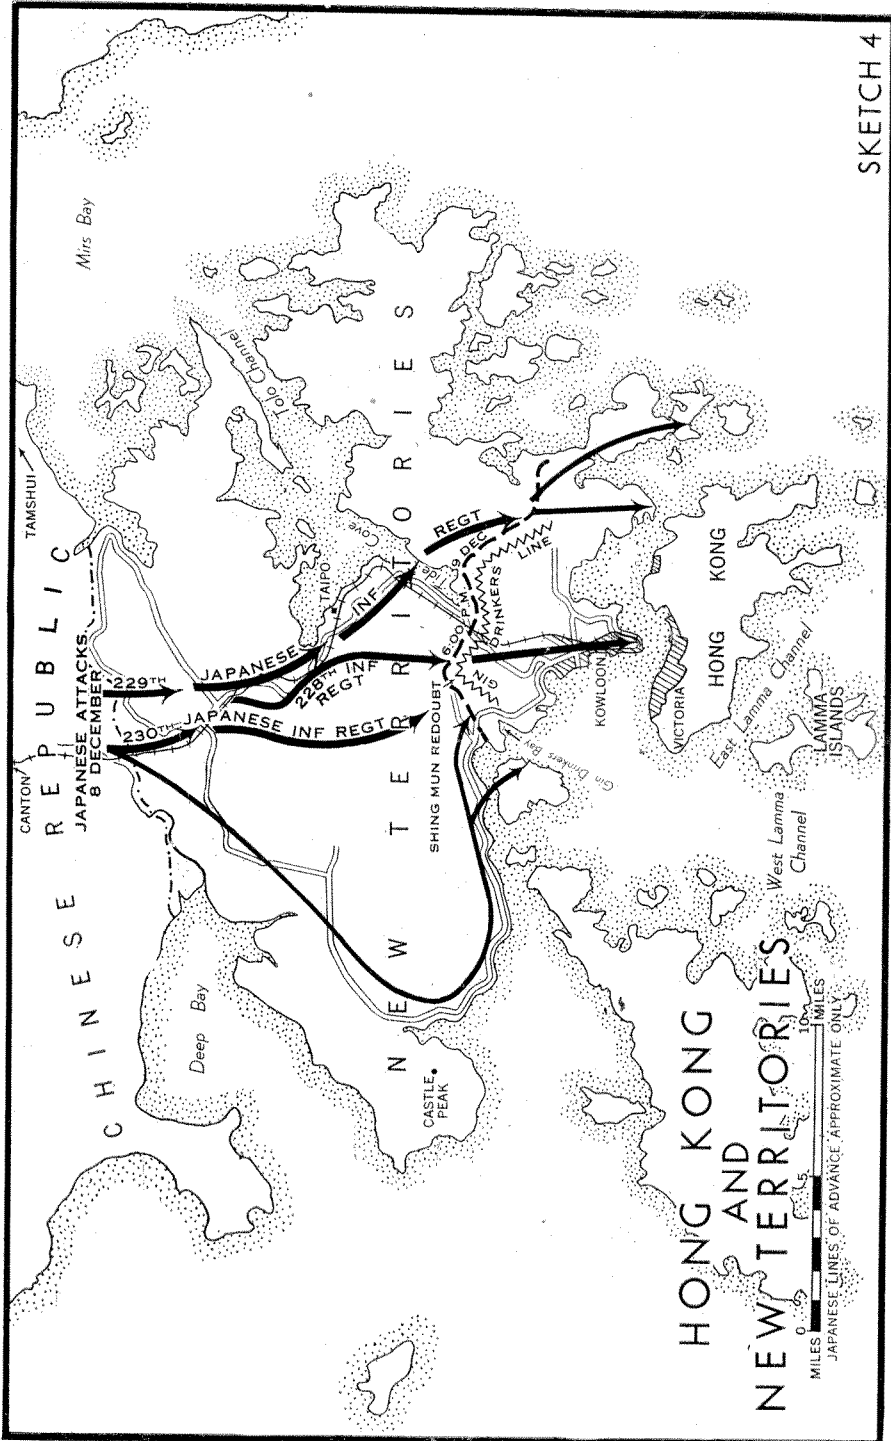 TAMSHUI
CANTON
CHINESE REPUBLIC
JAPANESE ATTACKS,
8 DECEMBER
Mirs Bay
Deep Bay
229TH
JAPANESE
INF
REGT
228TH INF
REGT
230TH JAPANESE INF REGT
TAIPO
Tolo Channel
Tide Cove
NEW TERRITORIES
CASTLE
PEAK
SHING MUN REDOUBT
6:00 P.M. 9 DEC
GIN DRINKERS
LINE
Gin Drinkers Bay
KOWLOON
VICTORIA
HONG KONG
East Lamma Channel
West Lamma
Channel
LAMMA
ISLANDS
HONG KONG
AND
NEW TERRITORIES
MILES 0 5 10 MILES
JAPANESE LINES OF ADVANCE APPROXIMATE ONLY
SKETCH 4